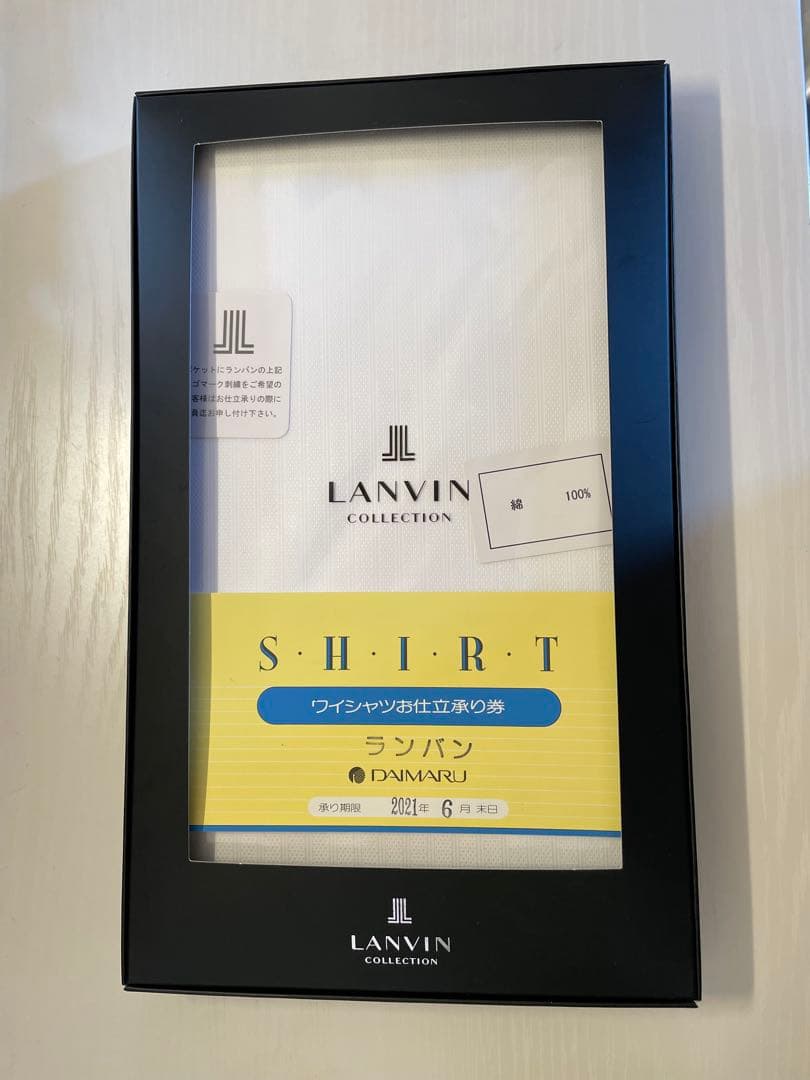 ケットにランバンの上記
ゴマーク刺繍をご希望の
客様はお仕立承りの際に
員迄お申し付け下さい。
LANVIN
COLLECTION
綿 100%
S・H・I・R・T
ワイシャツお仕立承り券
ランバン
DAIMARU
承り期限 2021年 6月末日
LANVIN
COLLECTION